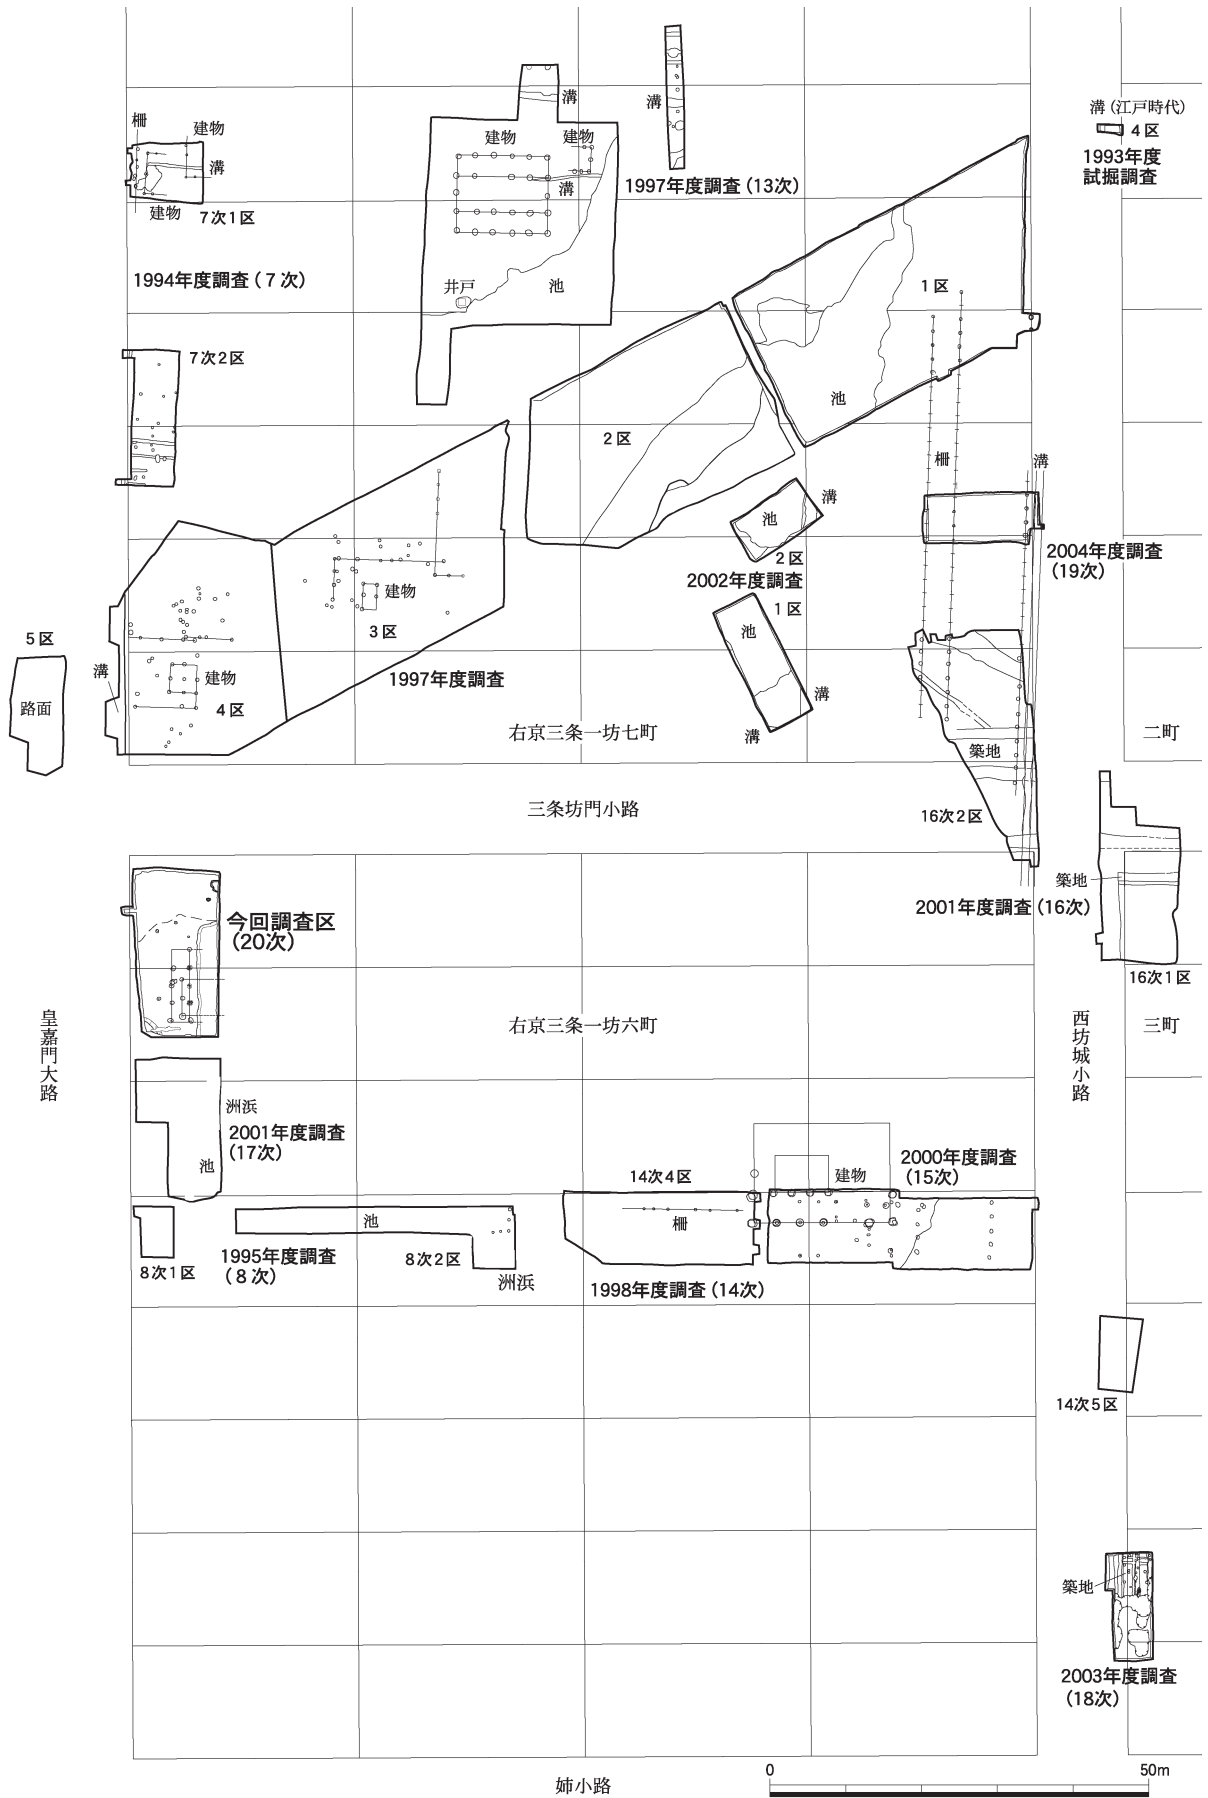 溝
溝
溝（江戸時代）
4区
1993年度
試掘調査
柵
建物
溝
建物
7次1区
建物
建物
溝
1997年度調査（13次）
1994年度調査（７次）
井戸
池
1区
池
7次2区
2区
柵
溝
池
溝
2区
2002年度調査
2004年度調査
（19次）
1区
池
溝
溝
建物
3区
1997年度調査
5区
路面
溝
建物
4区
右京三条一坊七町
二町
築地
16次2区
三条坊門小路
築地
2001年度調査（16次）
16次1区
今回調査区
（20次）
皇嘉門大路
右京三条一坊六町
西坊城小路
三町
洲浜
2001年度調査
（17次）
池
14次4区
建物
2000年度調査
（15次）
池
柵
8次1区
1995年度調査
（８次）
8次2区
洲浜
1998年度調査（14次）
14次5区
築地
2003年度調査
（18次）
姉小路
0
50m